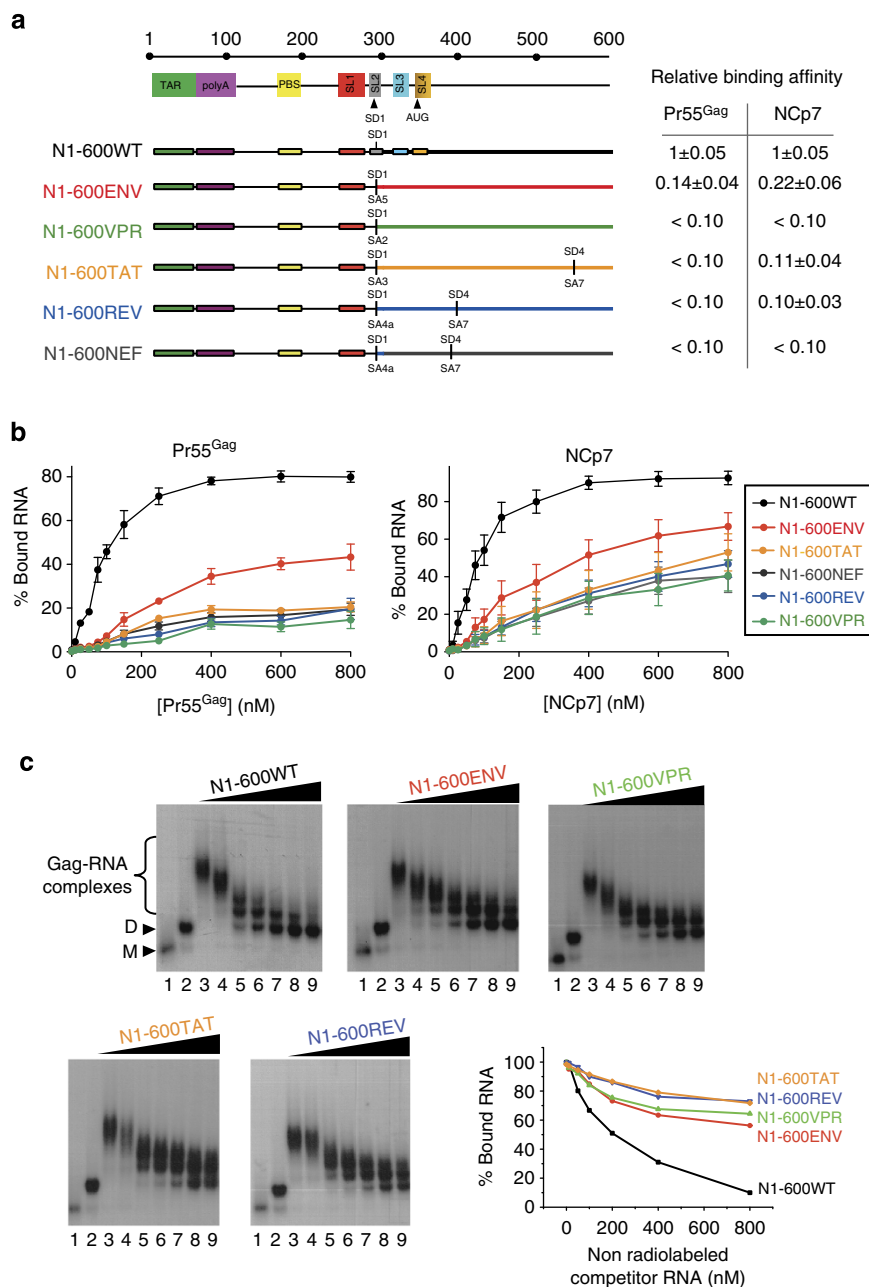 a
1 100 200 300 400 600
TAR polyA PBS SL1 SL2 SL3 SL4
SD1 AUG
Relative binding affinity
Pr55Gag NCp7
N1-600WT SD1 1±0.05 1±0.05
N1-600ENV SD1 SA5 0.14±0.04 0.22±0.06
N1-600VPR SD1 SA2 < 0.10 < 0.10
N1-600TAT SD1 SA3 SD4 SA7 < 0.10 0.11±0.04
N1-600REV SD1 SA4a SD4 SA7 < 0.10 0.10±0.03
N1-600NEF SD1 SA4a SD4 SA7 < 0.10 < 0.10
b
Pr55Gag
% Bound RNA
80
60
40
20
0
0 200 400 600 800
[Pr55Gag] (nM)
NCp7
% Bound RNA
80
60
40
20
0
200 400 600 800
[NCp7] (nM)
N1-600WT
N1-600ENV
N1-600TAT
N1-600NEF
N1-600REV
N1-600VPR
c
N1-600WT
N1-600ENV
N1-600VPR
Gag-RNA
complexes
D
M
1 2 3 4 5 6 7 8 9
1 2 3 4 5 6 7 8 9
1 2 3 4 5 6 7 8 9
N1-600TAT
N1-600REV
1 2 3 4 5 6 7 8 9
1 2 3 4 5 6 7 8 9
% Bound RNA
100
80
60
40
20
0
0 200 400 600 800
Non radiolabeled
competitor RNA (nM)
N1-600TAT
N1-600REV
N1-600VPR
N1-600ENV
N1-600WT